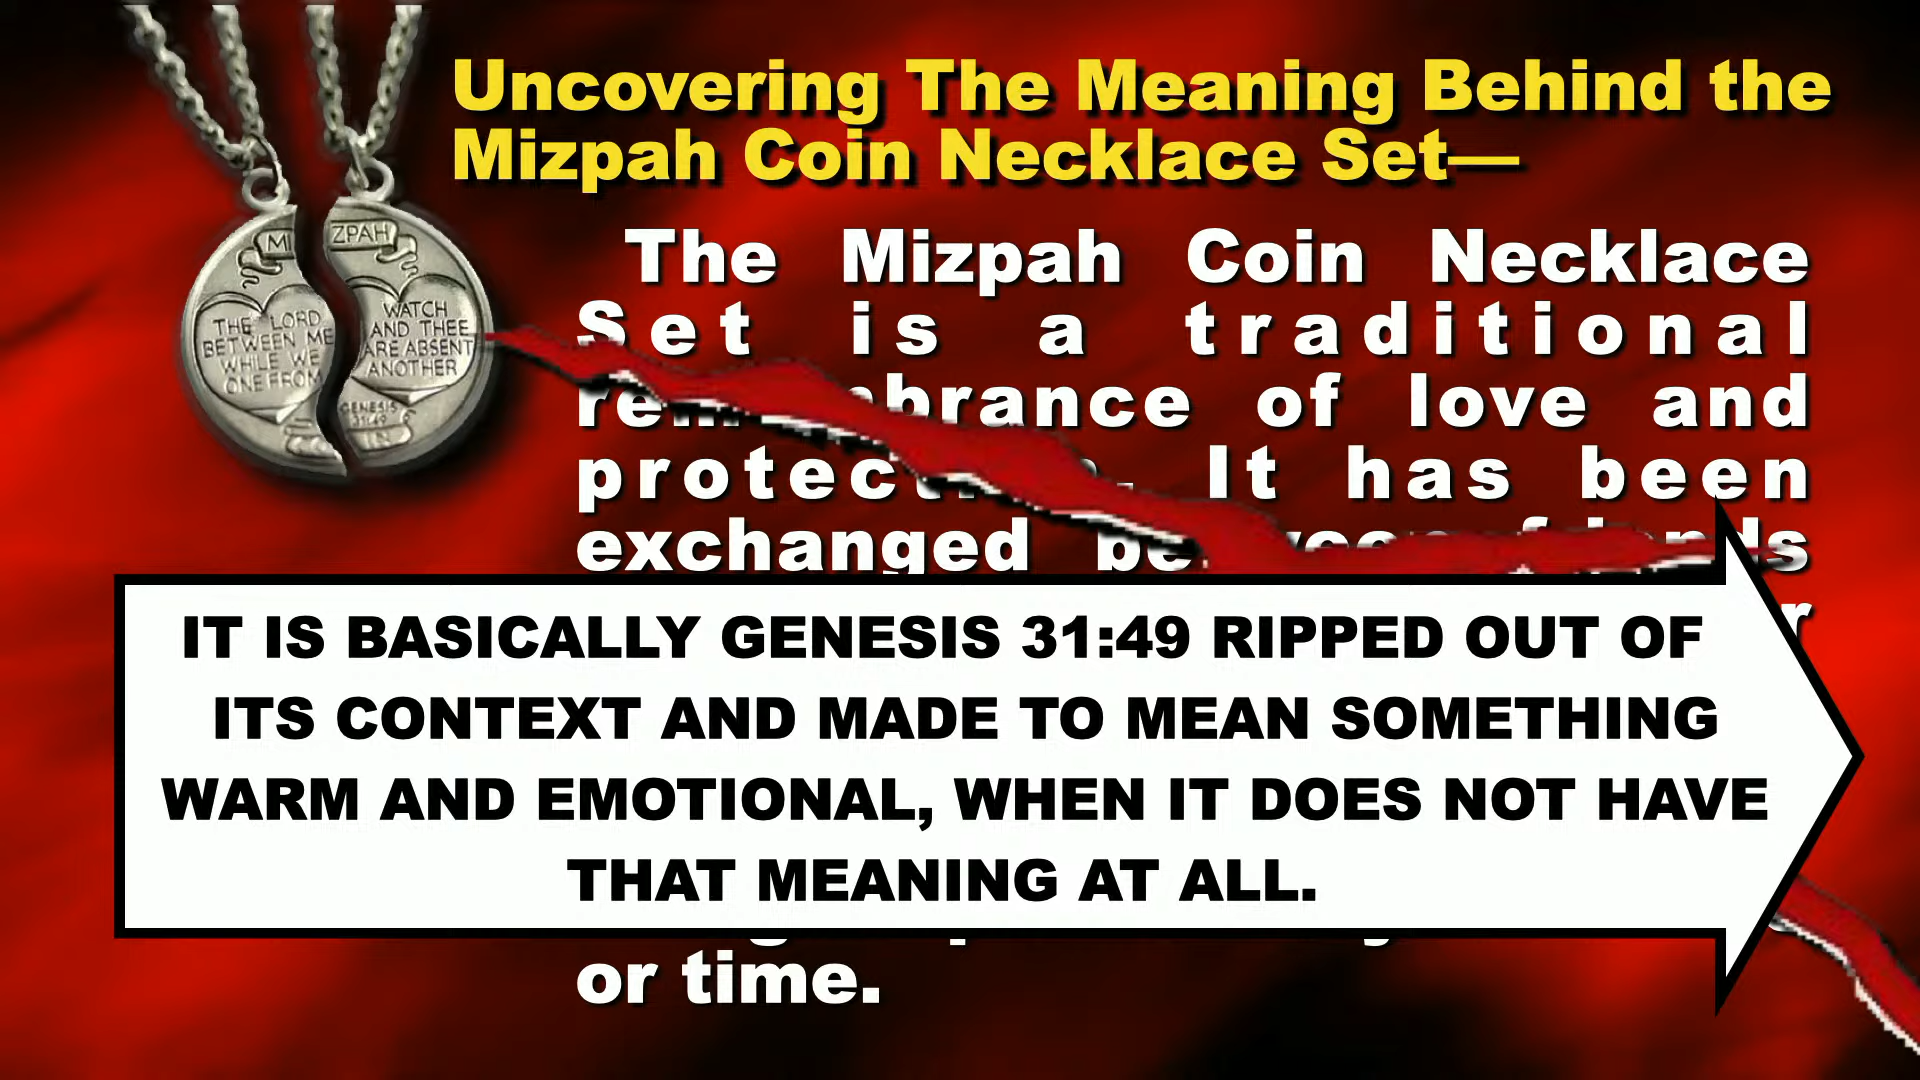 Uncovering The Meaning Behind the
Mizpah Coin Necklace Set—
MI ZPAH
THE LORD WATCH
BETWEEN ME AND THEE
WHILE WE ARE ABSENT
ONE FROM ANOTHER
GENESIS
31:49
The Mizpah Coin Necklace
Set is a traditional
of love and
It has been
exchanged
IT IS BASICALLY GENESIS 31:49 RIPPED OUT OF
ITS CONTEXT AND MADE TO MEAN SOMETHING
WARM AND EMOTIONAL, WHEN IT DOES NOT HAVE
THAT MEANING AT ALL.
or time.